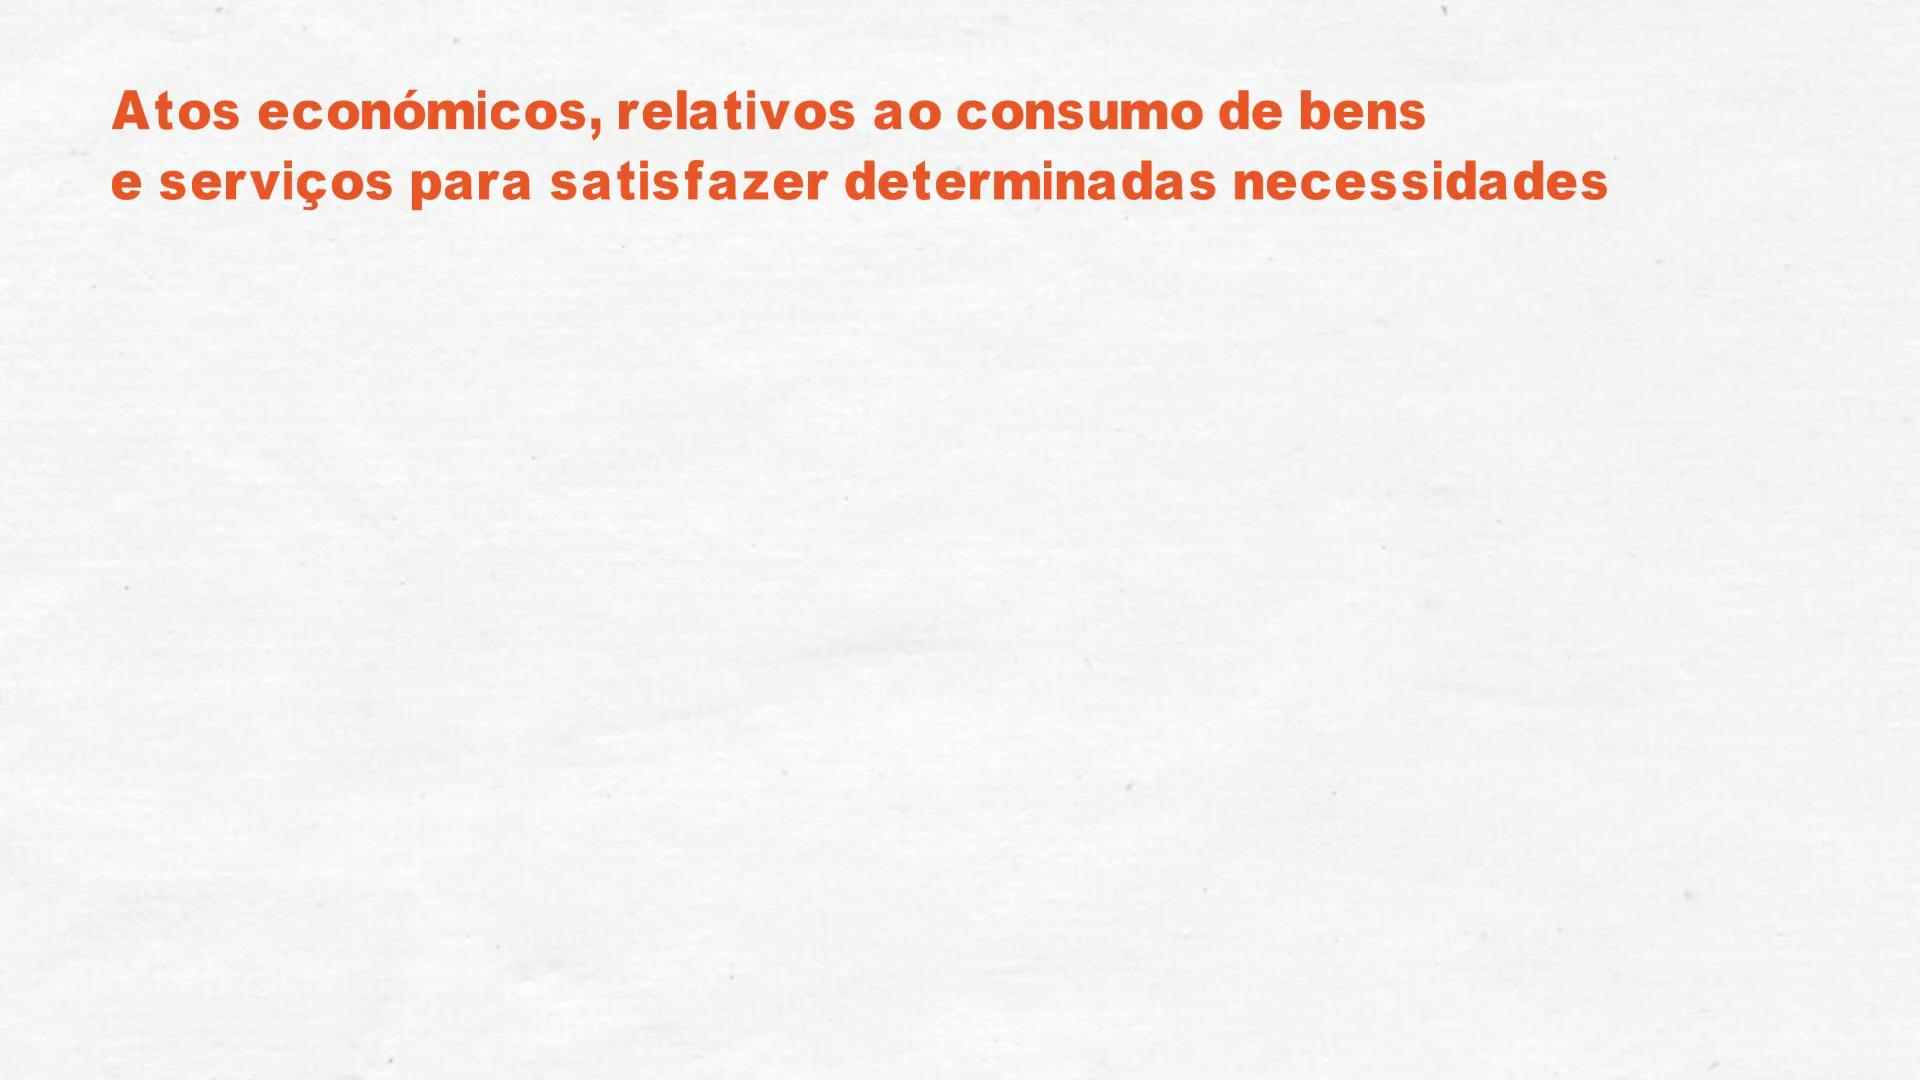 Atos económicos, relativos ao consumo de bens
e serviços para satisfazer determinadas necessidades